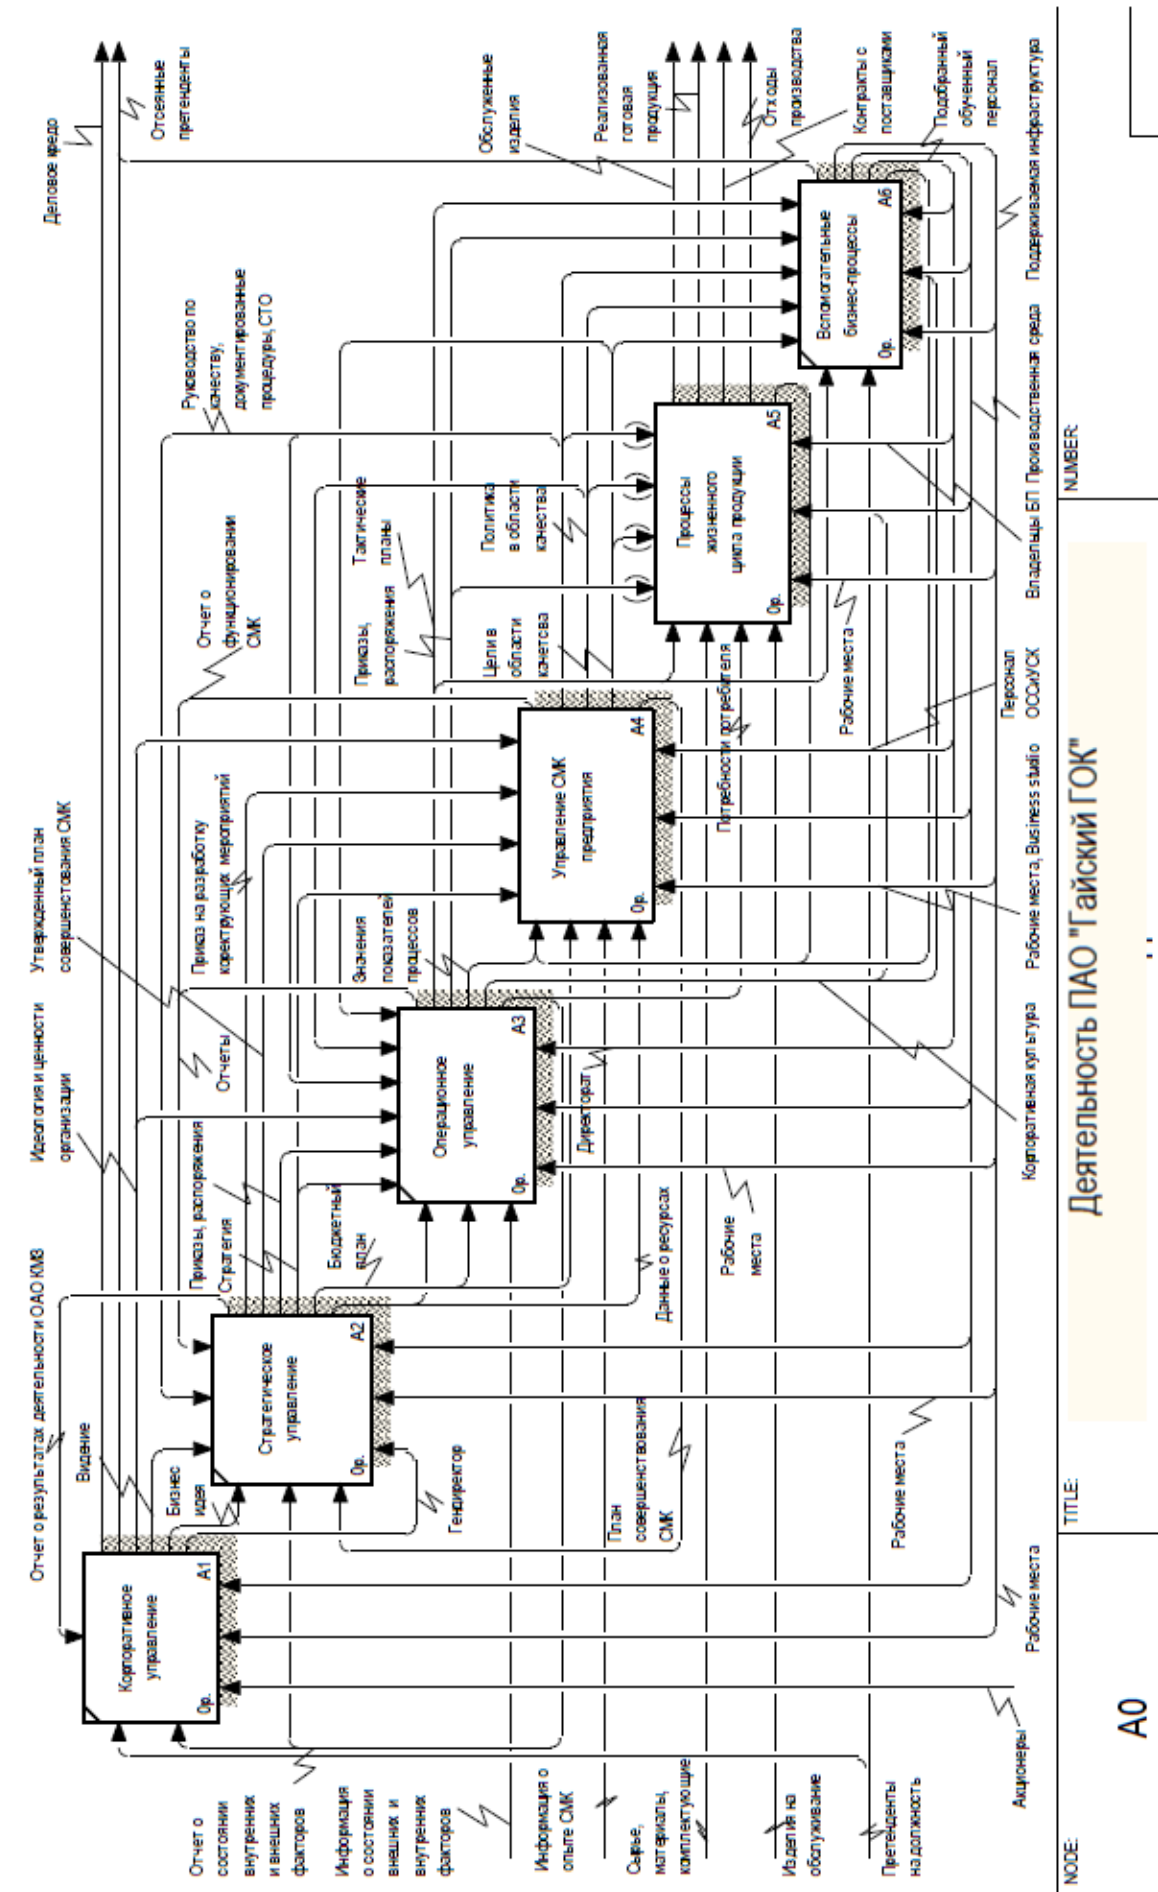 Деловое кредо
Отсеянные
претенденты
Обслуженные
изделия
Реализованная
готовая
продукция
Отходы
производства
Контракты с
поставщиками
Подобранный
обученный
персонал
Поддерживаемая инфраструктура
Руководство по
качеству,
документированные
процедуры, СТО
Отчет о
функционировании
СМК
Тактические
планы
Приказы,
распоряжения
Политика
в области
качества
Цели в
области
качетсва
Утвержденный план
совершенстования СМК
Идеология и ценности
организации
Приказ на разработку
коректирующих мероприятий
Отчеты
Значения
показателей
процессов
Отчет о результатах деятельности ОАО КМЗ
Видение
Бизнес
идея
Приказы, распоряжения
Стратегия
Бюджетный
план
Гендиректор
Корпоративное
управление
0р.
A1
Стратегическое
управление
0р.
A2
Операционное
управление
0р.
A3
Управление СМК
предприятия
0р.
A4
Процессы
жизненного
цикла продукции
0р.
A5
Вспомогательные
бизнес-процессы
0р.
A6
Потребности потребителя
Рабочие места
Владельцы БП
Производственная среда
Персонал
ОССиУСК
Рабочие места, Business studio
Корпоративная культура
Директорат
Данные о ресурсах
Рабочие
места
План
совершенствования
СМК
Рабочие места
Рабочие места
Акционеры
Отчет о
состоянии
внутренних
и внешних
факторов
Информация
о состоянии
внешних и
внутренних
факторов
Информация о
опыте СМК
Сырье,
материалы,
комплектующие
Изделия на
обслуживание
Претенденты
на должность
NODE:
A0
TITLE:
Деятельность ПАО "Гайский ГОК"
NUMBER: